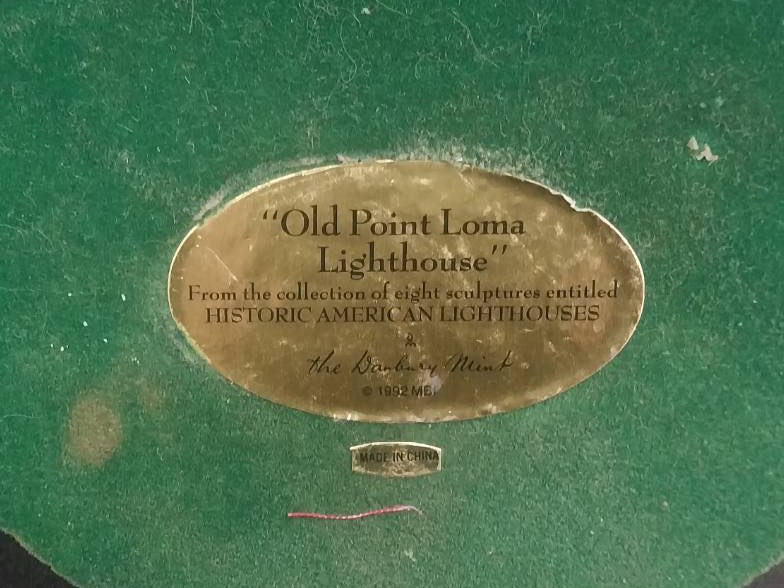 “Old Point Loma
Lighthouse”
From the collection of eight sculptures entitled
HISTORIC AMERICAN LIGHTHOUSES
the Danbury Mint
© 1992 MBI
MADE IN CHINA